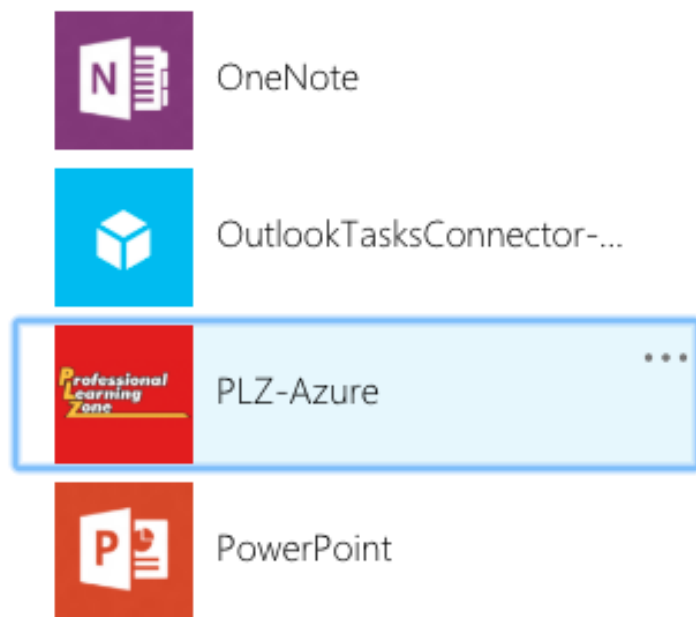 N
OneNote
OutlookTasksConnector-...
Professional
Learning
Zone
PLZ-Azure
P
PowerPoint